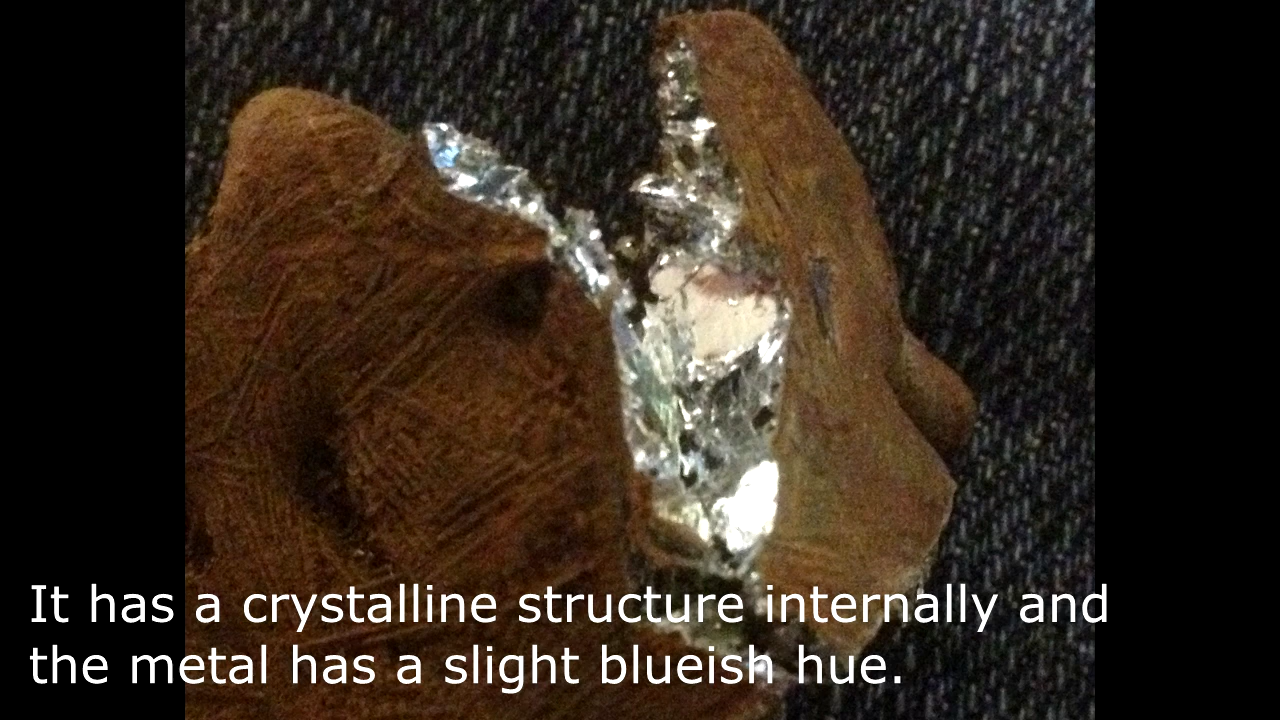 It has a crystalline structure internally and
the metal has a slight blueish hue.